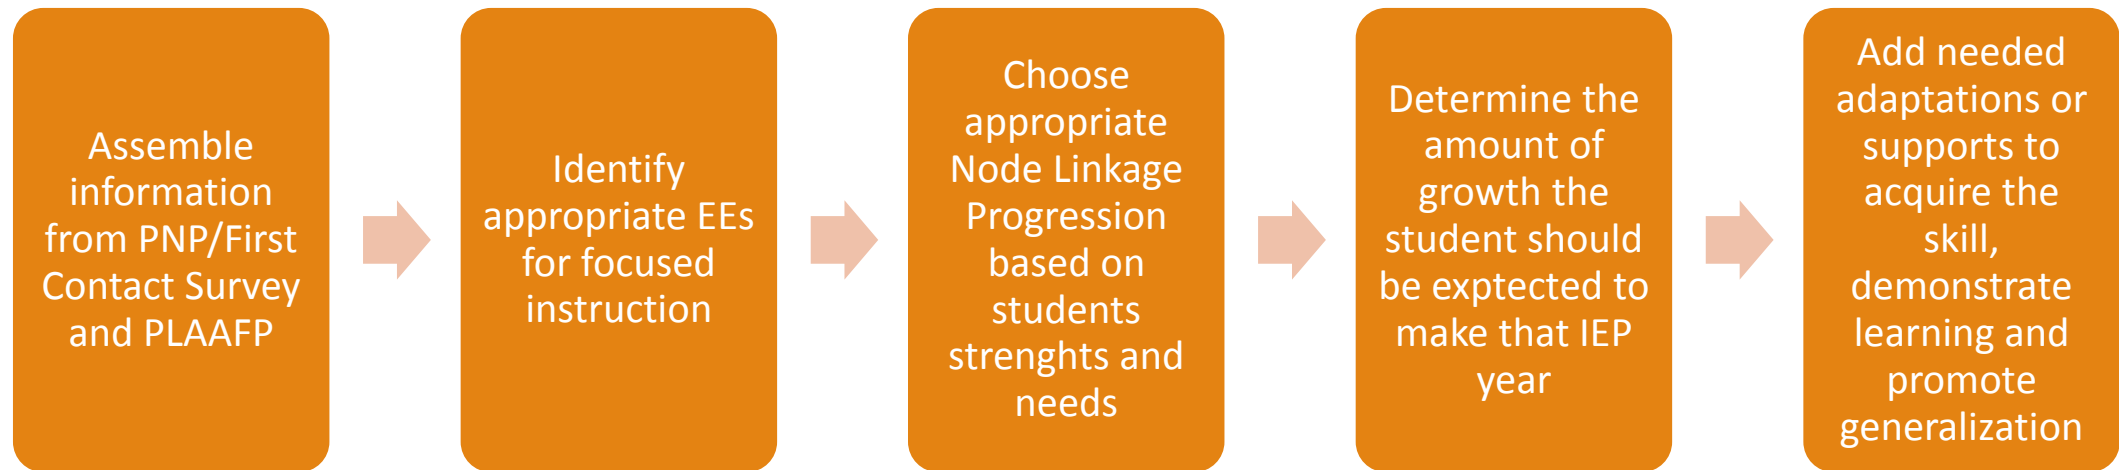 Assemble
information
from PNP/First
Contact Survey
and PLAAFP
Identify
appropriate EEs
for focused
instruction
Choose
appropriate
Node Linkage
Progression
based on
students
strenghts and
needs
Determine the
amount of
growth the
student should
be exptected to
make that IEP
year
Add needed
adaptations or
supports to
acquire the
skill,
demonstrate
learning and
promote
generalization